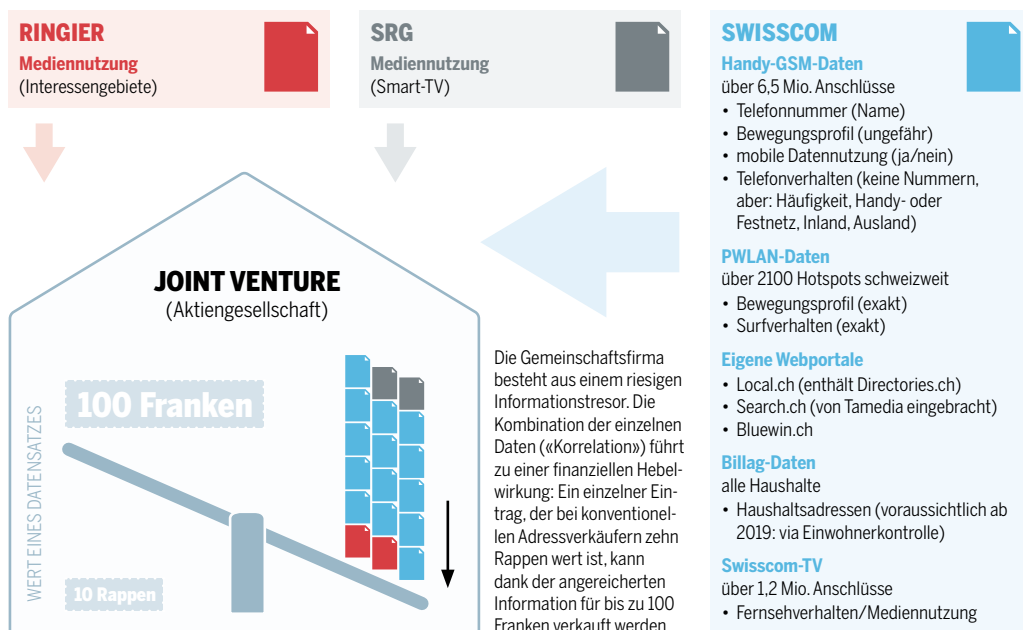 RINGIER
Mediennutzung
(Interessengebiete)
SRG
Mediennutzung
(Smart-TV)
SWISSCOM
Handy-GSM-Daten
über 6,5 Mio. Anschlüsse
• Telefonnummer (Name)
• Bewegungsprofil (ungefähr)
• mobile Datennutzung (ja/nein)
• Telefonverhalten (keine Nummern,
aber: Häufigkeit, Handy- oder
Festnetz, Inland, Ausland)
PWLAN-Daten
über 2100 Hotspots schweizweit
• Bewegungsprofil (exakt)
• Surfverhalten (exakt)
Eigene Webportale
• Local.ch (enthält Directories.ch)
• Search.ch (von Tamedia eingebracht)
• Bluewin.ch
Billag-Daten
alle Haushalte
• Haushaltsadressen (voraussichtlich ab
2019: via Einwohnerkontrolle)
Swisscom-TV
über 1,2 Mio. Anschlüsse
• Fernsehverhalten/Mediennutzung
JOINT VENTURE
(Aktiengesellschaft)
WERT EINES DATENSATZES
100 Franken
10 Rappen
Die Gemeinschaftsfirma
besteht aus einem riesigen
Informationstresor. Die
Kombination der einzelnen
Daten («Korrelation») führt
zu einer finanziellen Hebel-
wirkung: Ein einzelner Ein-
trag, der bei konventionel-
len Adressverkäufern zehn
Rappen wert ist, kann
dank der angereicherten
Information für bis zu 100
Franken verkauft werden